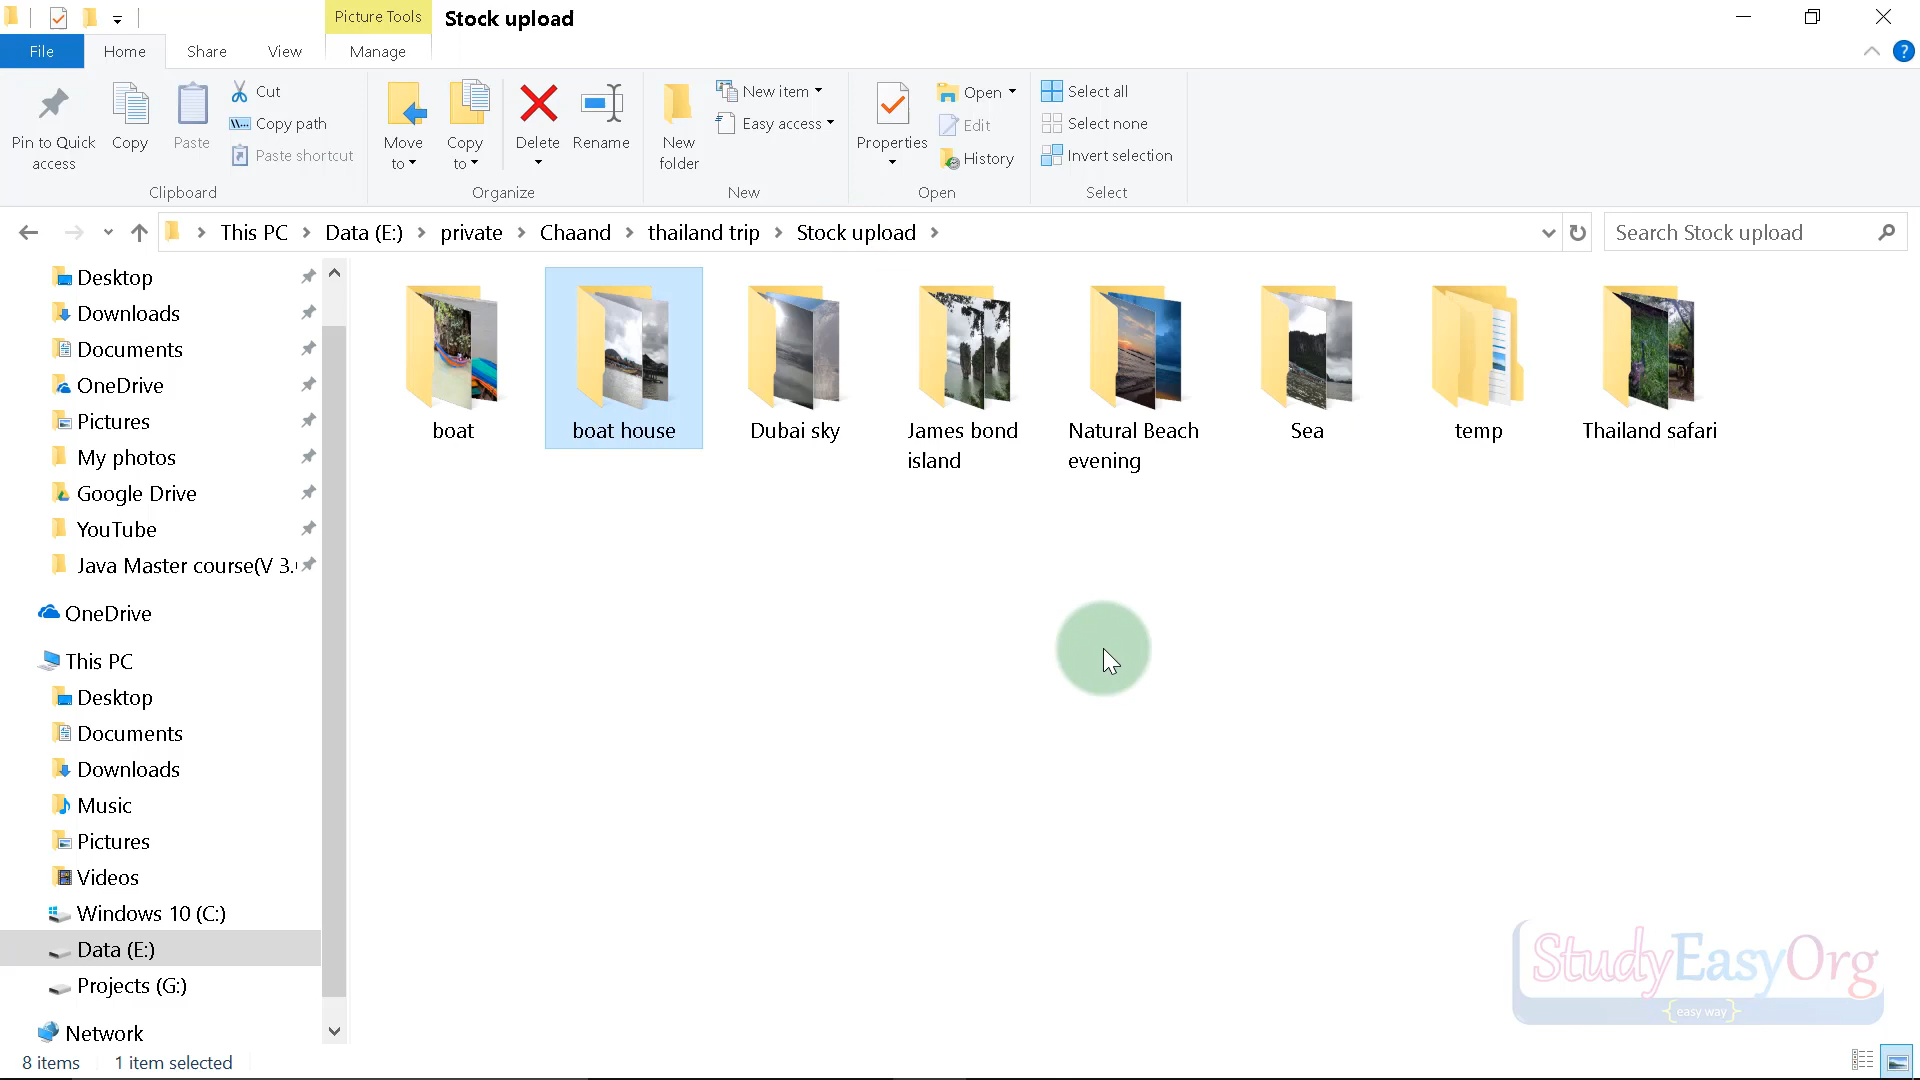 Picture Tools
Stock upload
File
Home
Share
View
Manage
?
Pin to Quick
access
Copy
Paste
Cut
Copy path
Paste shortcut
Clipboard
Move
to
Copy
to
Delete
Rename
Organize
New
folder
New item
Easy access
New
Properties
Open
Edit
History
Open
Select all
Select none
Invert selection
Select
This PC
Data (E:)
private
Chaand
thailand trip
Stock upload
Search Stock upload
Desktop
Downloads
Documents
OneDrive
Pictures
My photos
Google Drive
YouTube
Java Master course(V 3.
OneDrive
This PC
Desktop
Documents
Downloads
Music
Pictures
Videos
Windows 10 (C:)
Data (E:)
Projects (G:)
Network
boat
boat house
Dubai sky
James bond
island
Natural Beach
evening
Sea
temp
Thailand safari
StudyEasyOrg
{easy way}
8 items
1 item selected